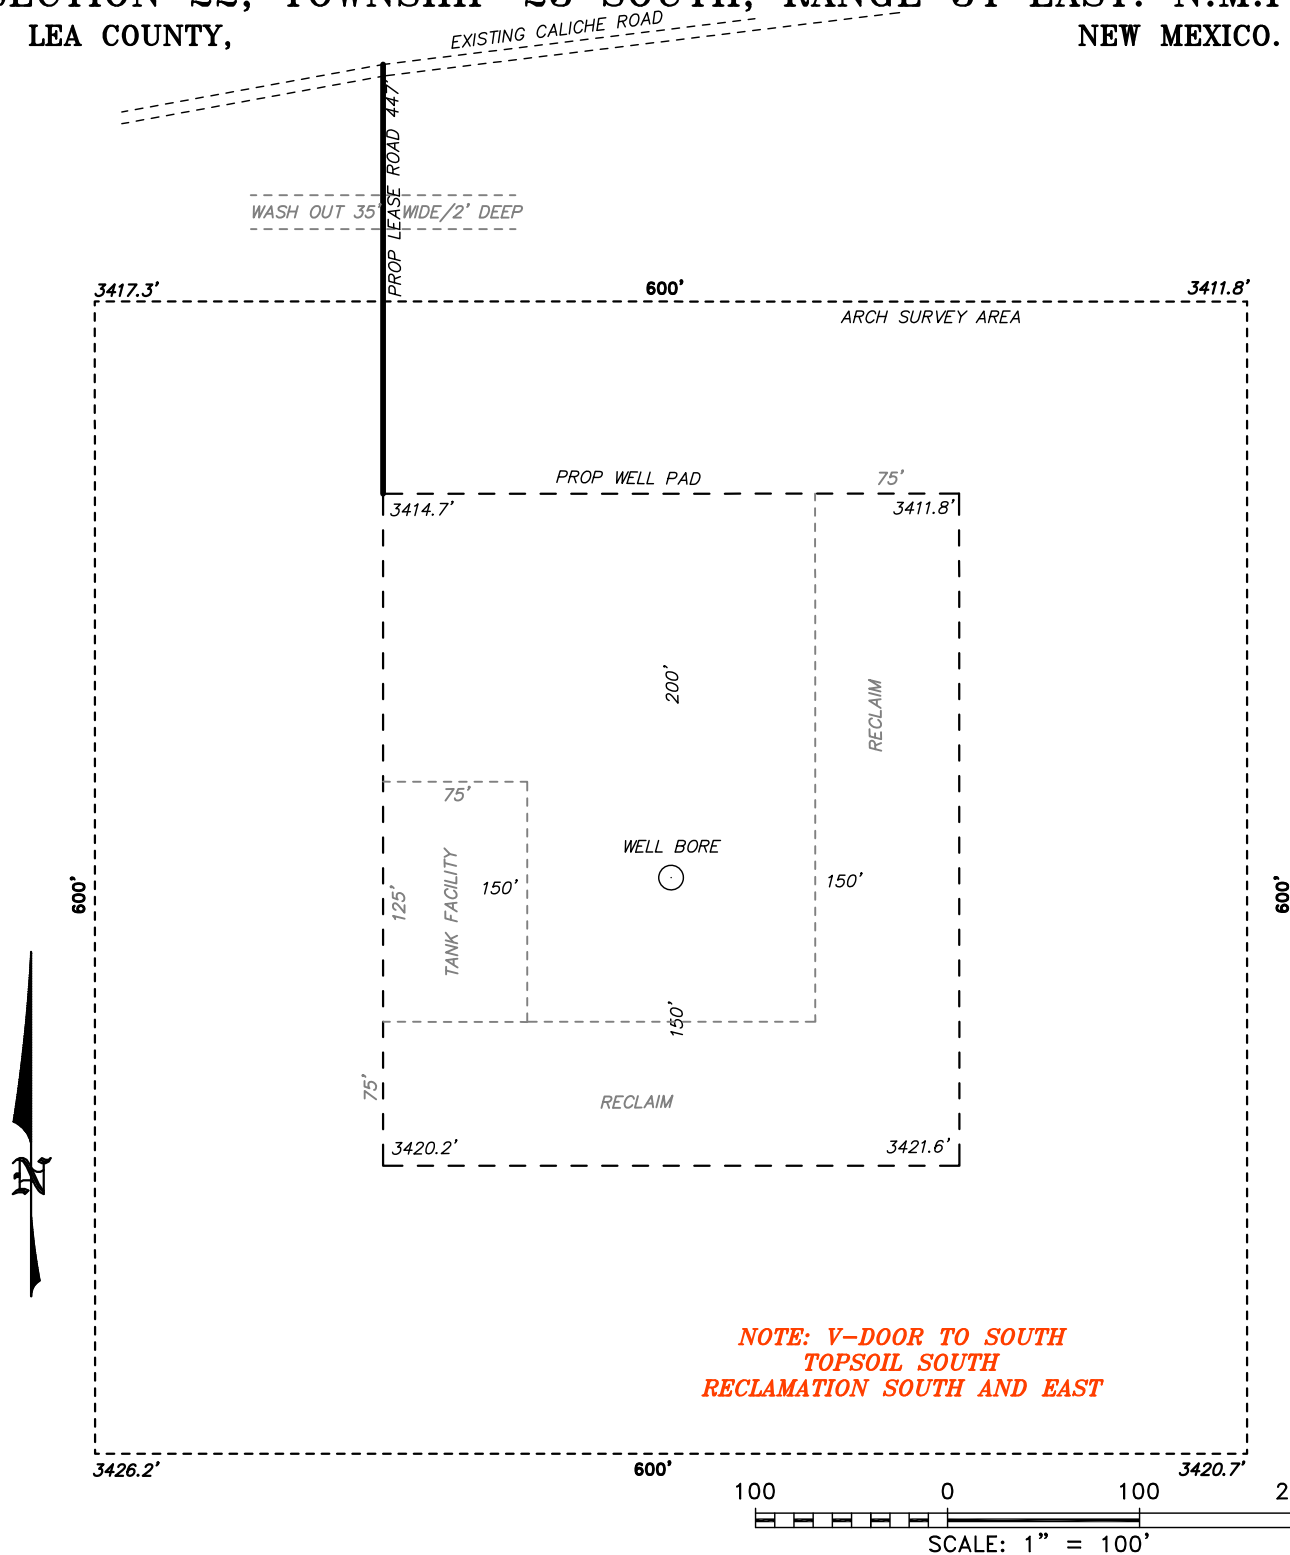 LEA COUNTY,
NEW MEXICO.
EXISTING CALICHE ROAD
PROP LEASE ROAD 447'
WASH OUT 35' WIDE/2' DEEP
3417.3'
600'
3411.8'
ARCH SURVEY AREA
PROP WELL PAD
75'
3414.7'
3411.8'
200'
RECLAIM
75'
WELL BORE
600'
125'
TANK FACILITY
150'
150'
600'
150'
75'
RECLAIM
3420.2'
3421.6'
N
NOTE: V-DOOR TO SOUTH
TOPSOIL SOUTH
RECLAMATION SOUTH AND EAST
3426.2'
600'
3420.7'
100 0 100
SCALE: 1" = 100'